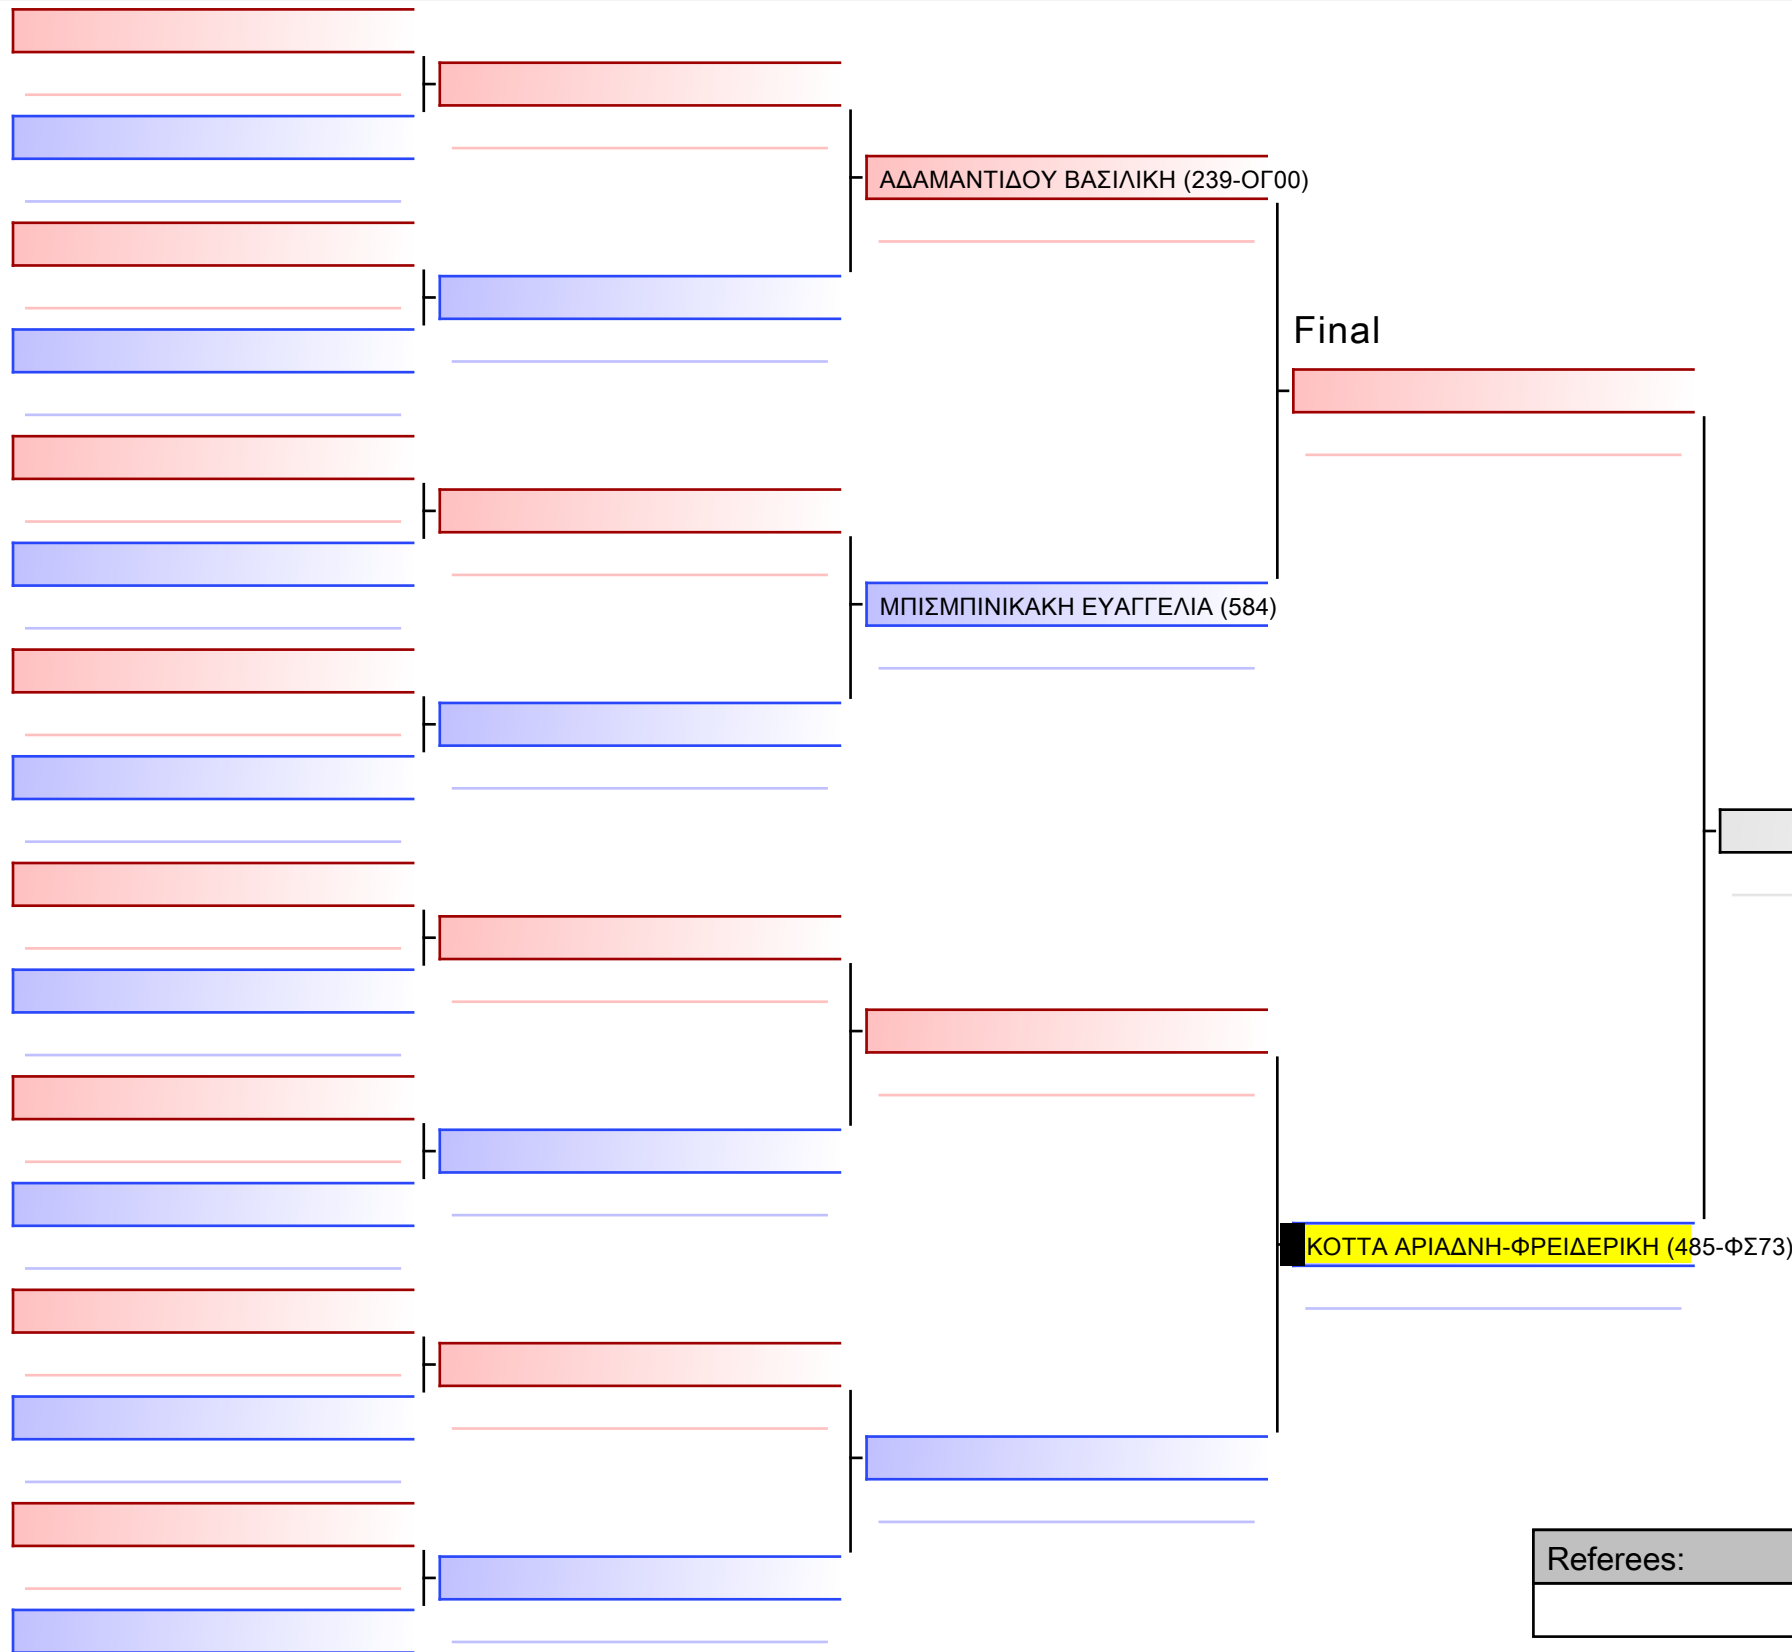 ΑΔΑΜΑΝΤΙΔΟΥ ΒΑΣΙΛΙΚΗ (239-ΟΓ00)
Final
ΜΠΙΣΜΠΙΝΙΚΑΚΗ ΕΥΑΓΓΕΛΙΑ (584)
ΚΟΤΤΑ ΑΡΙΑΔΝΗ-ΦΡΕΙΔΕΡΙΚΗ (485-ΦΣ73)
Referees: